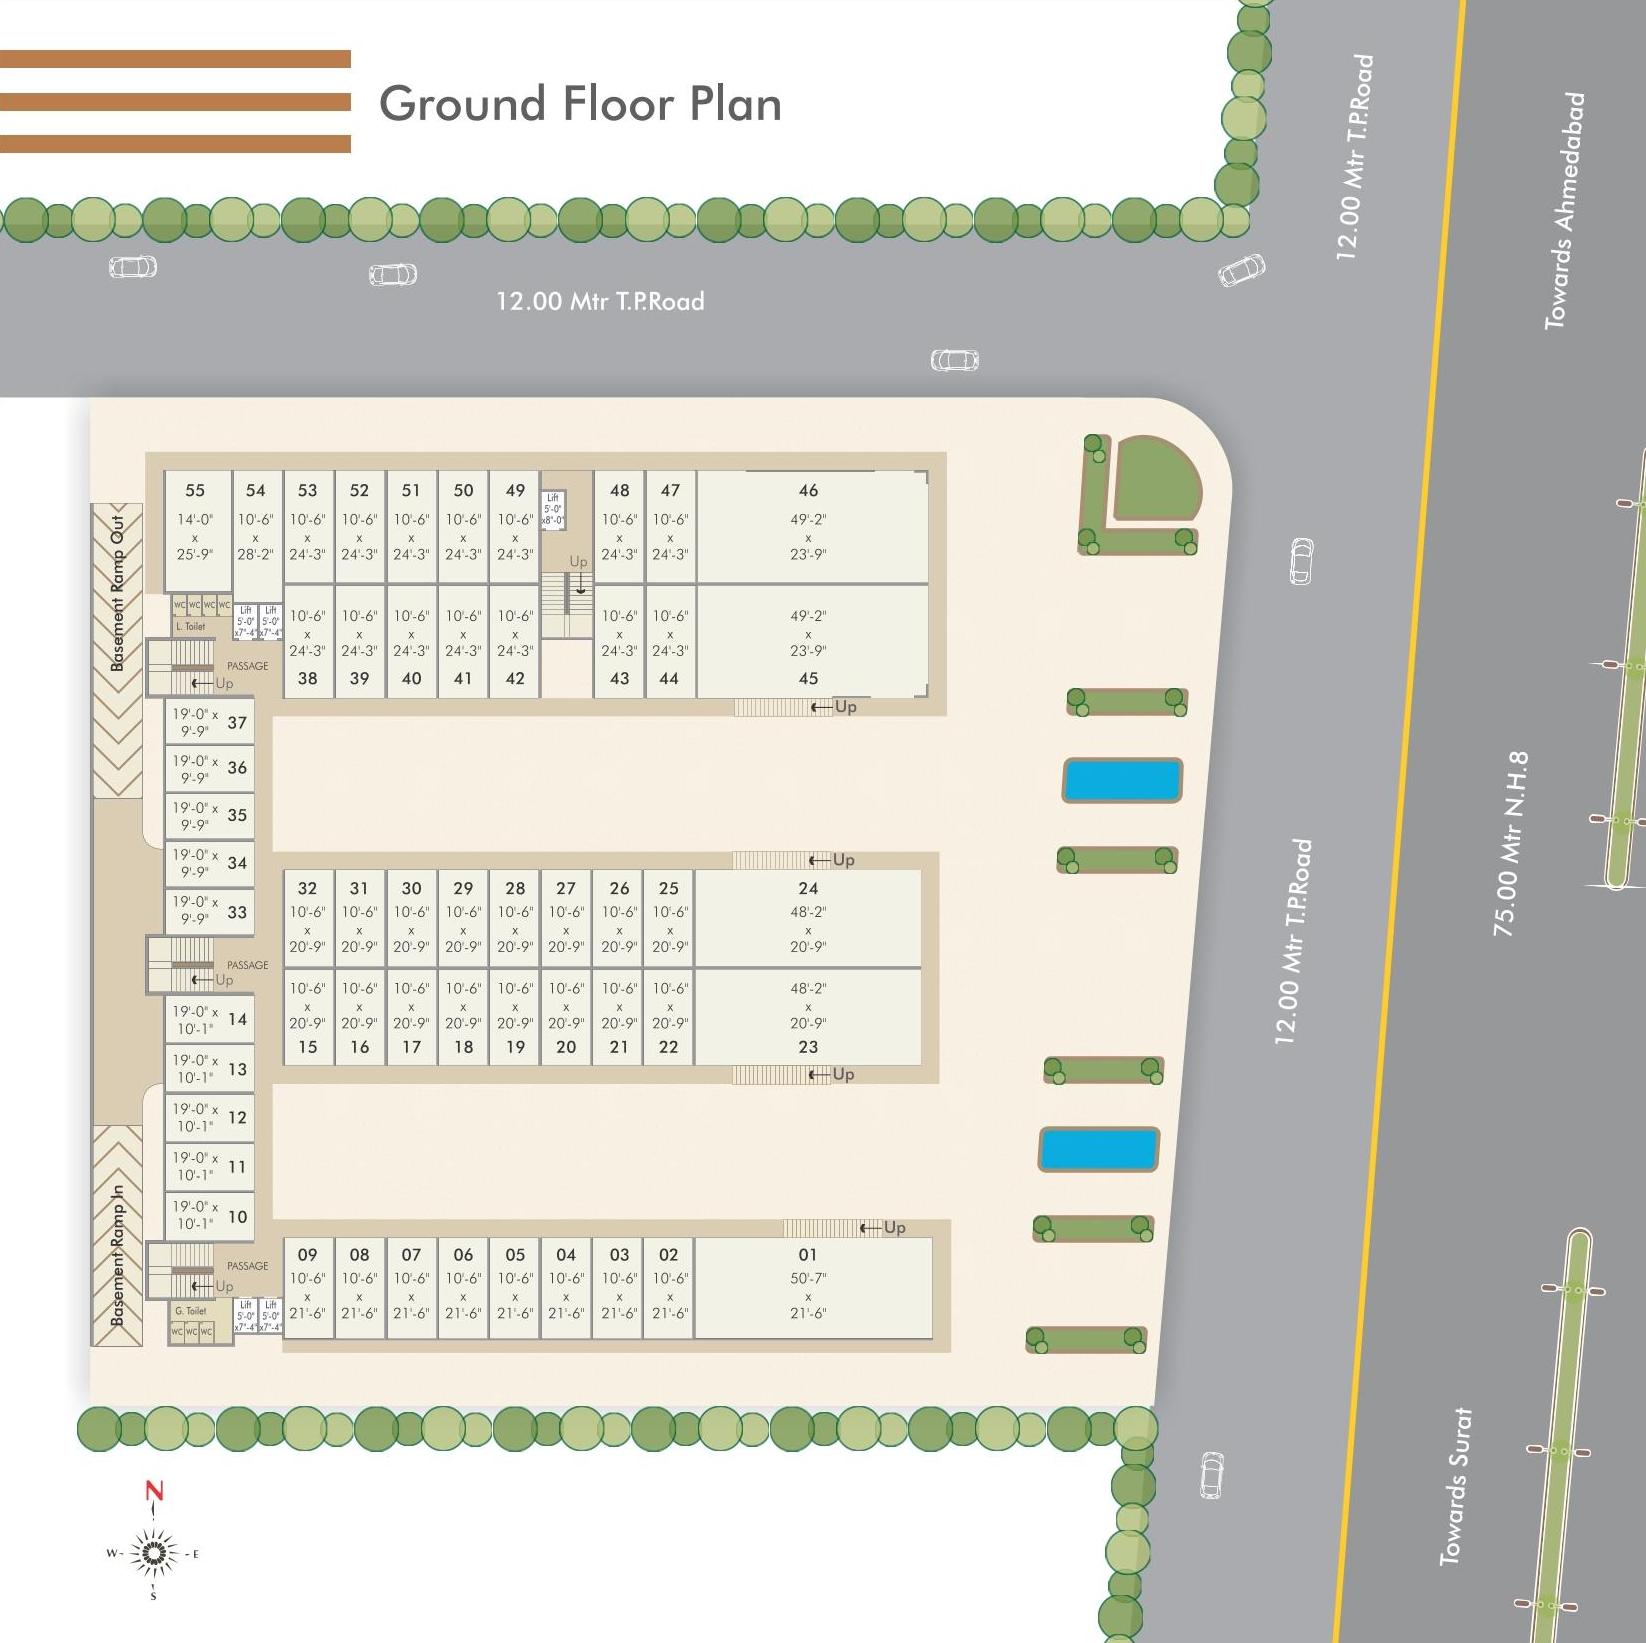 Ground Floor Plan
12.00 Mtr T.P.Road
12.00 Mtr T.P.Road
Towards Ahmedabad
55 54 53 52 51 50 49 48 47 46
14'-0" 10'-6" 10'-6" 10'-6" 10'-6" 10'-6" 10'-6" 10'-6" 10'-6" 49'-2"
x x x x x x x x x x
25'-9" 28'-2" 24'-3" 24'-3" 24'-3" 24'-3" 24'-3" 24'-3" 24'-3" 23'-9"
Lift
5'-0"
x8"-0"
Up
Basement Ramp Out
WC WC WC WC
L. Toilet
Lift Lift
5'-0" 5'-0"
x7"-4" x7"-4"
PASSAGE
Up
10'-6" 10'-6" 10'-6" 10'-6" 10'-6" 10'-6" 10'-6" 49'-2"
x x x x x x x x
24'-3" 24'-3" 24'-3" 24'-3" 24'-3" 24'-3" 24'-3" 23'-9"
38 39 40 41 42 43 44 45
Up
19'-0" x
9'-9"
37
19'-0" x
9'-9"
36
19'-0" x
9'-9"
35
19'-0" x
9'-9"
34
19'-0" x
9'-9"
33
PASSAGE
Up
Up
32 31 30 29 28 27 26 25 24
10'-6" 10'-6" 10'-6" 10'-6" 10'-6" 10'-6" 10'-6" 10'-6" 48'-2"
x x x x x x x x x
20'-9" 20'-9" 20'-9" 20'-9" 20'-9" 20'-9" 20'-9" 20'-9" 20'-9"
10'-6" 10'-6" 10'-6" 10'-6" 10'-6" 10'-6" 10'-6" 10'-6" 48'-2"
x x x x x x x x x
20'-9" 20'-9" 20'-9" 20'-9" 20'-9" 20'-9" 20'-9" 20'-9" 20'-9"
15 16 17 18 19 20 21 22 23
Up
12.00 Mtr T.P.Road
75.00 Mtr N.H.8
19'-0" x
10'-1"
14
19'-0" x
10'-1"
13
19'-0" x
10'-1"
12
19'-0" x
10'-1"
11
19'-0" x
10'-1"
10
Basement Ramp In
PASSAGE
Up
G. Toilet
WC WC WC
Lift Lift
5'-0" 5'-0"
x7"-4" x7"-4"
Up
09 08 07 06 05 04 03 02 01
10'-6" 10'-6" 10'-6" 10'-6" 10'-6" 10'-6" 10'-6" 10'-6" 50'-7"
x x x x x x x x x
21'-6" 21'-6" 21'-6" 21'-6" 21'-6" 21'-6" 21'-6" 21'-6" 21'-6"
Towards Surat
N
W E
S